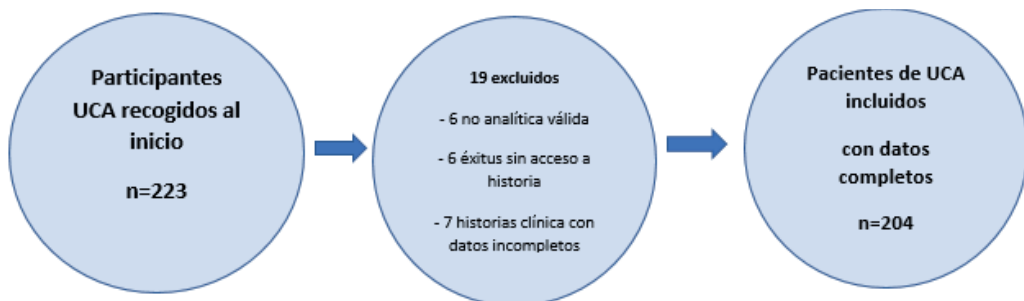 Participantes
UCA recogidos al
inicio
n=223
19 excluidos
- 6 no analítica válida
- 6 éxitus sin acceso a
historia
- 7 historias clínica con
datos incompletos
Pacientes de UCA
incluidos
con datos
completos
n=204